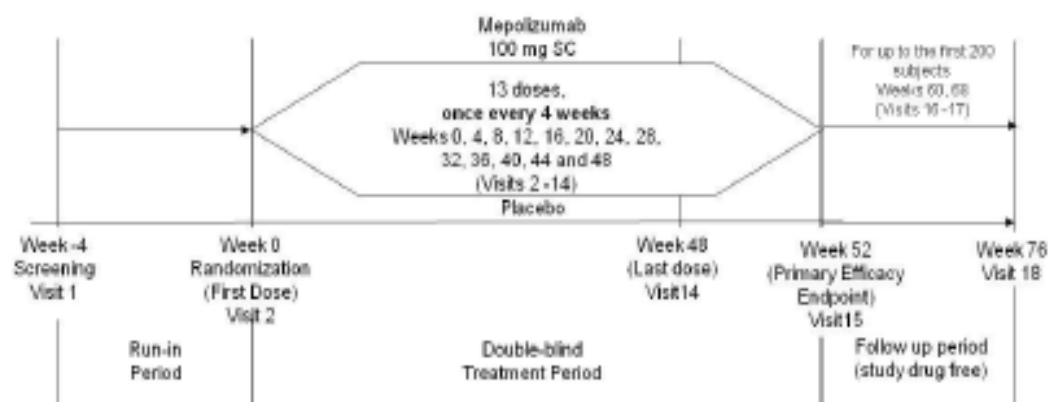 Mepolizumab
100 mg SC
For up to the first 200
subjects
Weeks 60, 68
(Visits 16-17)
13 doses,
once every 4 weeks
Weeks 0, 4, 8, 12, 16, 20, 24, 28,
32, 36, 40, 44 and 48
(Visits 2-14)
Placebo
Week -4
Screening
Visit 1
Week 0
Randomization
(First Dose)
Visit 2
Week 48
(Last dose)
Visit14
Week 52
(Primary Efficacy
Endpoint)
Visit15
Week 76
Visit 18
Run-in
Period
Double-blind
Treatment Period
Follow up period
(study drug free)